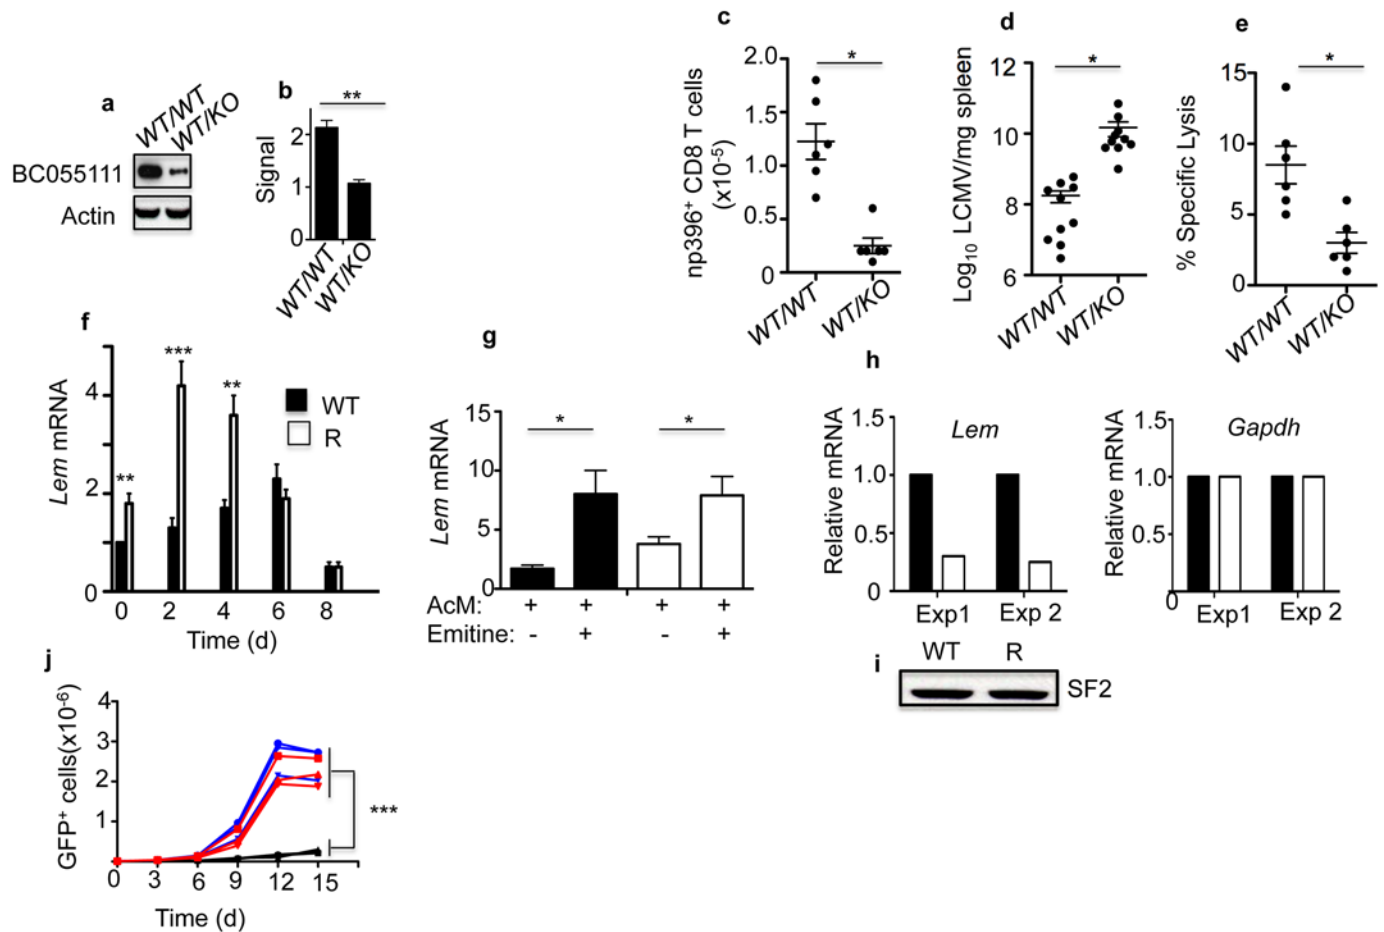 a
WT/WT
WT/KO
BC055111
Actin
b
**
Signal
2
1
0
WT/WT
WT/KO
c
np396+ CD8 T cells
(x10-5)
2.0
1.5
1.0
0.5
0
*
WT/WT
WT/KO
d
Log10 LCMV/mg spleen
12
10
8
6
*
WT/WT
WT/KO
e
% Specific Lysis
15
10
5
0
*
WT/WT
WT/KO
f
Lem mRNA
4
2
0
**
***
**
WT
R
0 2 4 6 8
Time (d)
g
Lem mRNA
15
10
5
0
* *
AcM: + + + +
Emitine: - + - +
h
Relative mRNA
1.5
1.0
0.5
0
Lem
Exp1 Exp 2
Relative mRNA
1.5
1.0
0.5
0
Gapdh
Exp1 Exp 2
i
WT R
SF2
j
GFP+ cells(x10-6)
4
3
2
1
***
0 3 6 9 12 15
Time (d)